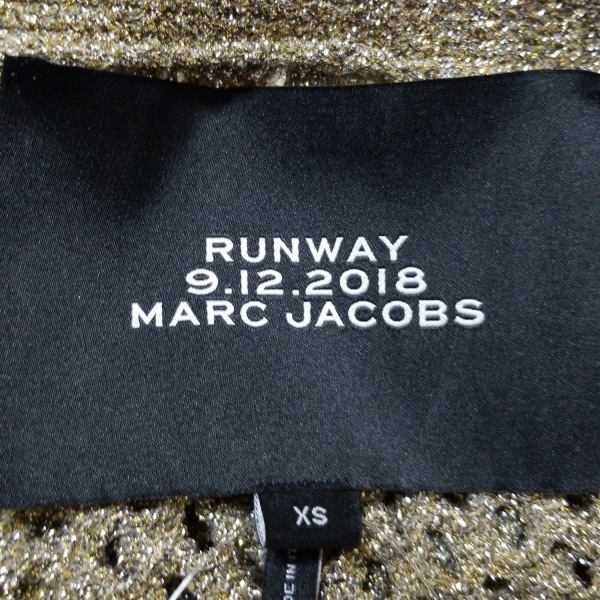 RUNWAY
9.12.2018
MARC JACOBS
XS